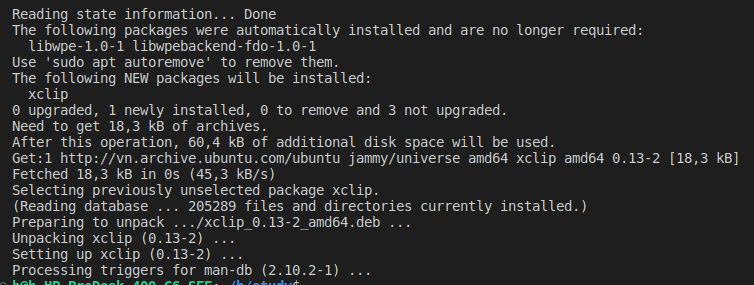 Reading state information... Done
The following packages were automatically installed and are no longer required:
  libwpe-1.0-1 libwpebackend-fdo-1.0-1
Use 'sudo apt autoremove' to remove them.
The following NEW packages will be installed:
  xclip
0 upgraded, 1 newly installed, 0 to remove and 3 not upgraded.
Need to get 18,3 kB of archives.
After this operation, 60,4 kB of additional disk space will be used.
Get:1 http://vn.archive.ubuntu.com/ubuntu jammy/universe amd64 xclip amd64 0.13-2 [18,3 kB]
Fetched 18,3 kB in 0s (45,3 kB/s)
Selecting previously unselected package xclip.
(Reading database ... 205289 files and directories currently installed.)
Preparing to unpack .../xclip_0.13-2_amd64.deb ...
Unpacking xclip (0.13-2) ...
Setting up xclip (0.13-2) ...
Processing triggers for man-db (2.10.2-1) ...